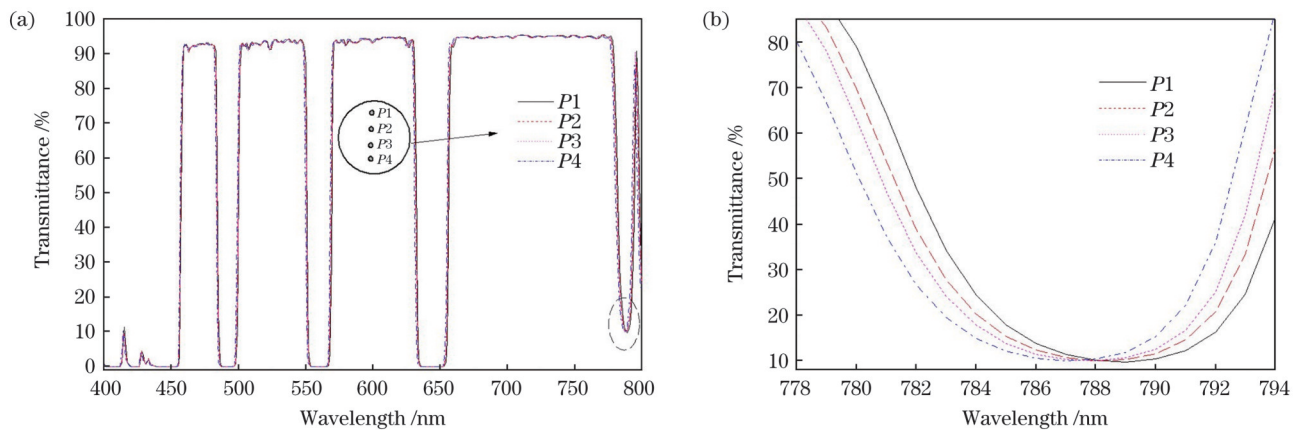 (a)
100
90
80
70
60
50
40
30
20
10
0
Transmittance /%
400
450
500
550
600
650
700
750
800
Wavelength /nm
P1
P2
P3
P4
P1
P2
P3
P4
(b)
80
70
60
50
40
30
20
10
Transmittance /%
778
780
782
784
786
788
790
792
794
Wavelength /nm
P1
P2
P3
P4